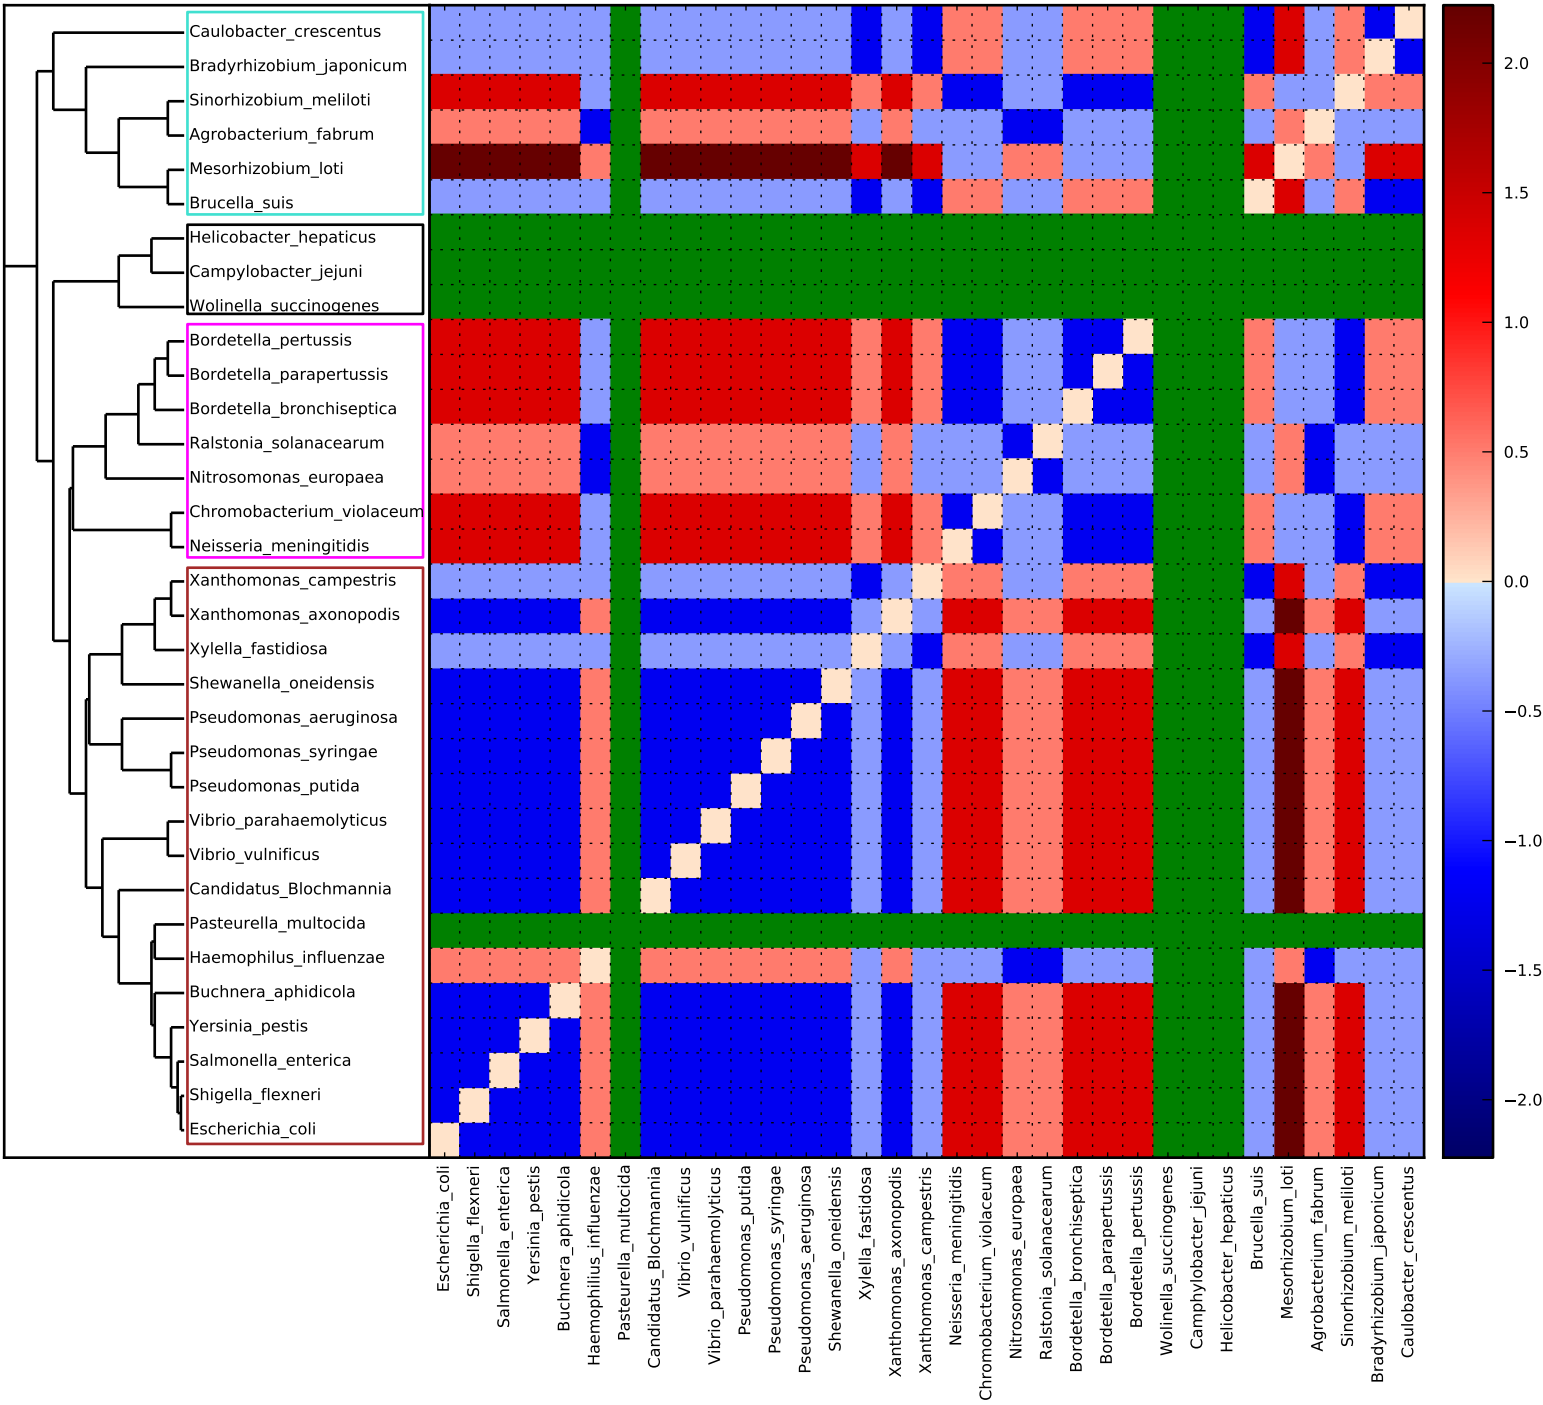 Caulobacter_crescentus
Bradyrhizobium_japonicum
Sinorhizobium_meliloti
Agrobacterium_fabrum
Mesorhizobium_loti
Brucella_suis
Helicobacter_hepaticus
Campylobacter_jejuni
Wolinella_succinogenes
Bordetella_pertussis
Bordetella_parapertussis
Bordetella_bronchiseptica
Ralstonia_solanacearum
Nitrosomonas_europaea
Chromobacterium_violaceum
Neisseria_meningitidis
Xanthomonas_campestris
Xanthomonas_axonopodis
Xylella_fastidiosa
Shewanella_oneidensis
Pseudomonas_aeruginosa
Pseudomonas_syringae
Pseudomonas_putida
Vibrio_parahaemolyticus
Vibrio_vulnificus
Candidatus_Blochmannia
Pasteurella_multocida
Haemophilus_influenzae
Buchnera_aphidicola
Yersinia_pestis
Salmonella_enterica
Shigella_flexneri
Escherichia_coli
Escherichia_coli
Shigella_flexneri
Salmonella_enterica
Yersinia_pestis
Buchnera_aphidicola
Haemophilius_influenzae
Pasteurella_multocida
Candidatus_Blochmannia
Vibrio_vulnificus
Vibrio_parahaemolyticus
Pseudomonas_putida
Pseudomonas_syringae
Pseudomonas_aeruginosa
Shewanella_oneidensis
Xylella_fastidosa
Xanthomonas_axonopodis
Xanthomonas_campestris
Neisseria_meningitidis
Chromobacterium_violaceum
Nitrosomonas_europaea
Ralstonia_solanacearum
Bordetella_bronchiseptica
Bordetella_parapertussis
Bordetella_pertussis
Wolinella_succinogenes
Camphylobacter_jejuni
Helicobacter_hepaticus
Brucella_suis
Mesorhizobium_loti
Agrobacterium_fabrum
Sinorhizobium_meliloti
Bradyrhizobium_japonicum
Caulobacter_crescentus
2.0
1.5
1.0
0.5
0.0
−0.5
−1.0
−1.5
−2.0